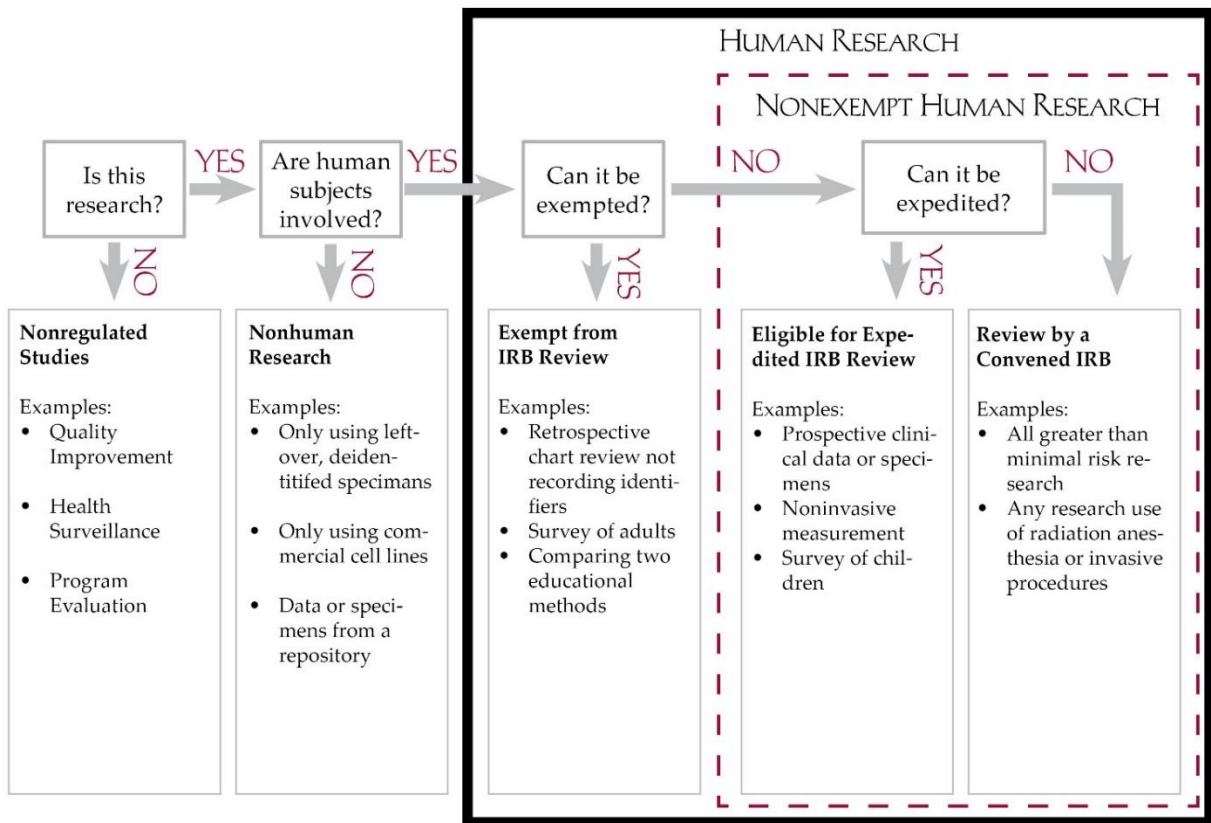 HUMAN RESEARCH
NONEXEMPT HUMAN RESEARCH
Is this
research?
YES
Are human
subjects
involved?
YES
Can it be
exempted?
NO
Can it be
expedited?
NO
NO
NO
YES
YES
Nonregulated
Studies
Examples:
• Quality
Improvement
• Health
Surveillance
• Program
Evaluation
Nonhuman
Research
Examples:
• Only using left-
over, deiden-
titifed specimans
• Only using com-
mercial cell lines
• Data or speci-
mens from a
repository
Exempt from
IRB Review
Examples:
• Retrospective
chart review not
recording identi-
fiers
• Survey of adults
• Comparing two
educational
methods
Eligible for Expe-
dited IRB Review
Examples:
• Prospective clini-
cal data or speci-
mens
• Noninvasive
measurement
• Survey of chil-
dren
Review by a
Convened IRB
Examples:
• All greater than
minimal risk re-
search
• Any research use
of radiation anes-
thesia or invasive
procedures